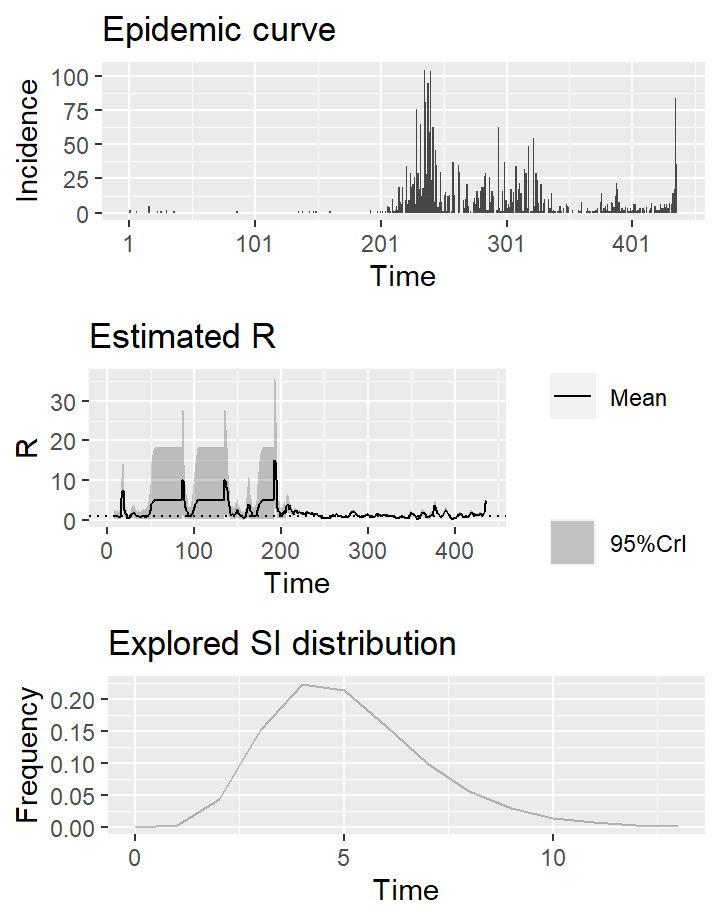 Epidemic curve
100
75
50
25
0
Incidence
1
101
201
301
401
Time
Estimated R
30
20
10
0
R
0
100
200
300
400
Time
Mean
95%CrI
Explored SI distribution
0.20
0.15
0.10
0.05
0.00
Frequency
0
5
10
Time